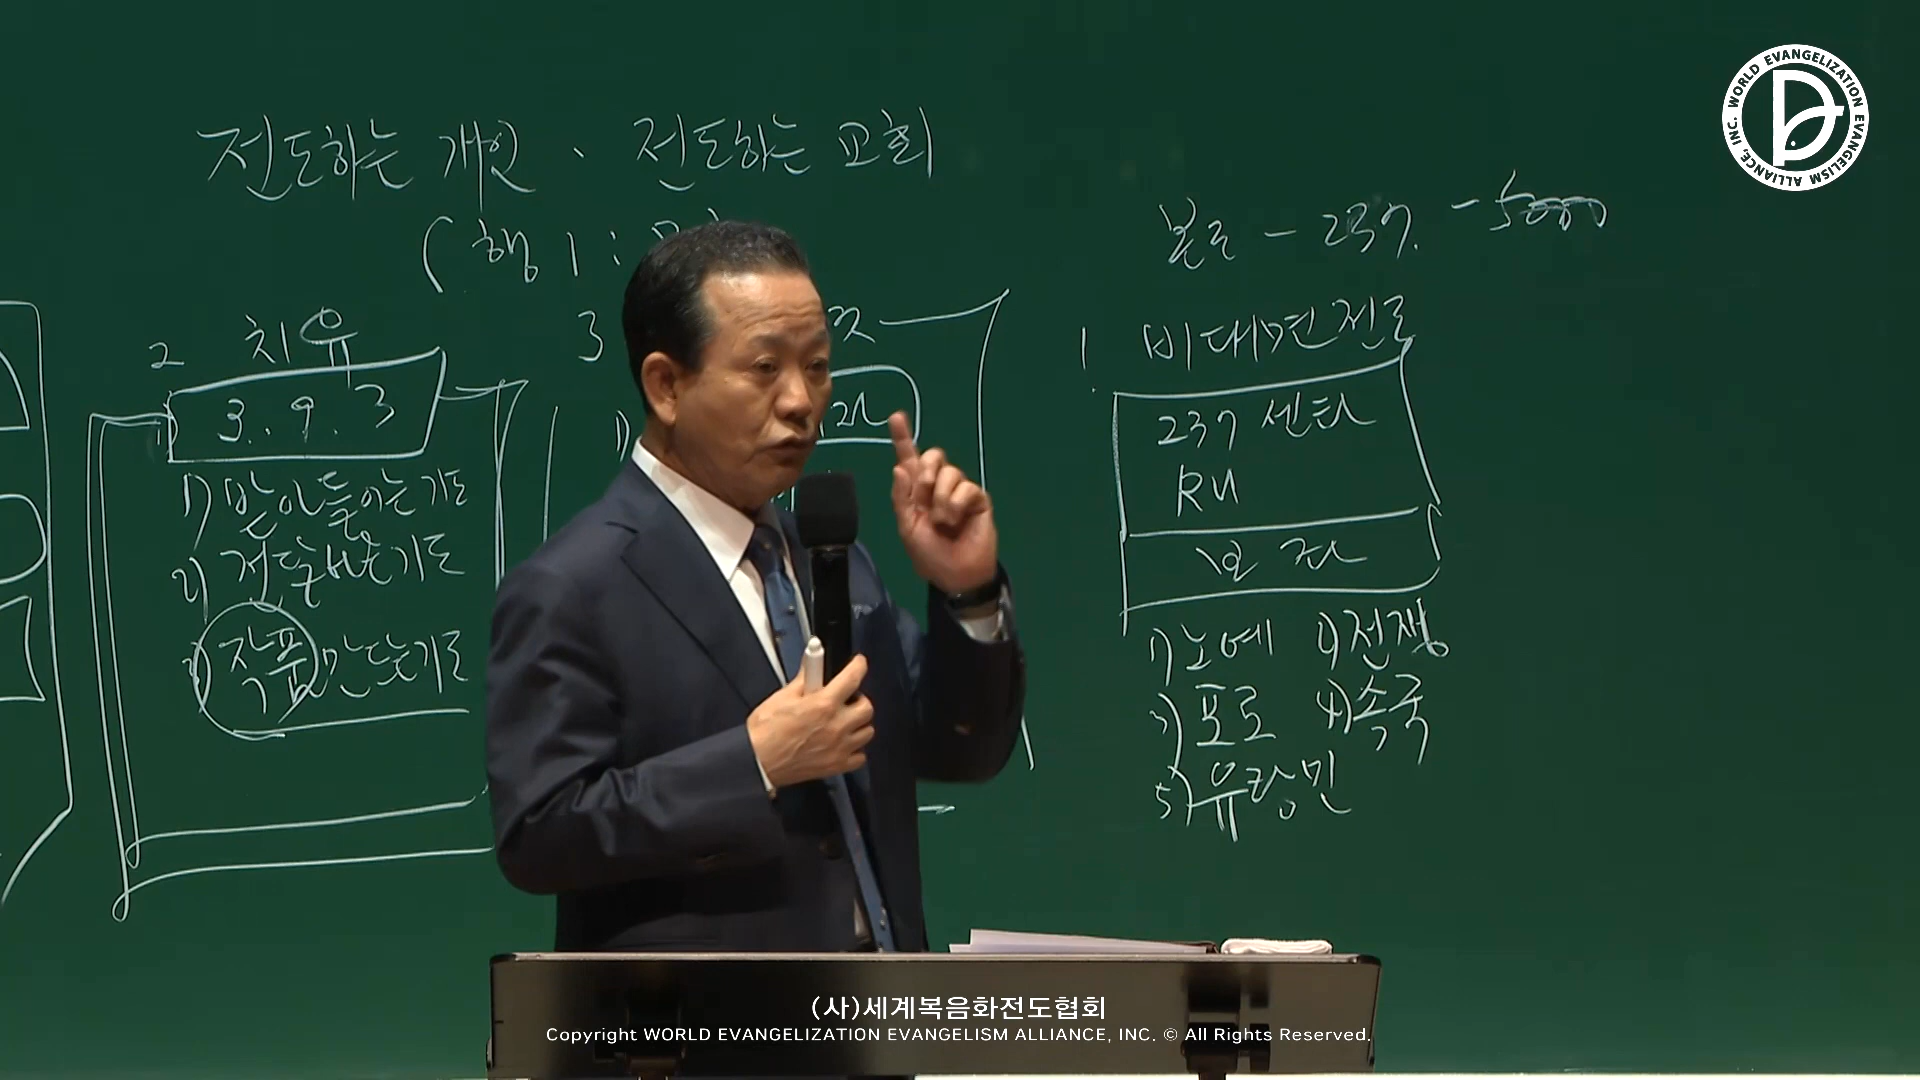 WORLD EVANGELIZATION EVANGELISM ALLIANCE, INC.
전도하는 개인 · 전도하는 교회
(행 1:
2 치유
1) 3. 9. 3
1) 받아들이는 기도
2) 전달하는 기도
3) 작품 만드는 기도
3
1)
본론 - 237. - 5000
1 비대면 전문
237 센터
RU
1) 노예 2) 전쟁
3) 포로 4) 속국
5) 유랑민
(사)세계복음화전도협회
Copyright WORLD EVANGELIZATION EVANGELISM ALLIANCE, INC. © All Rights Reserved.